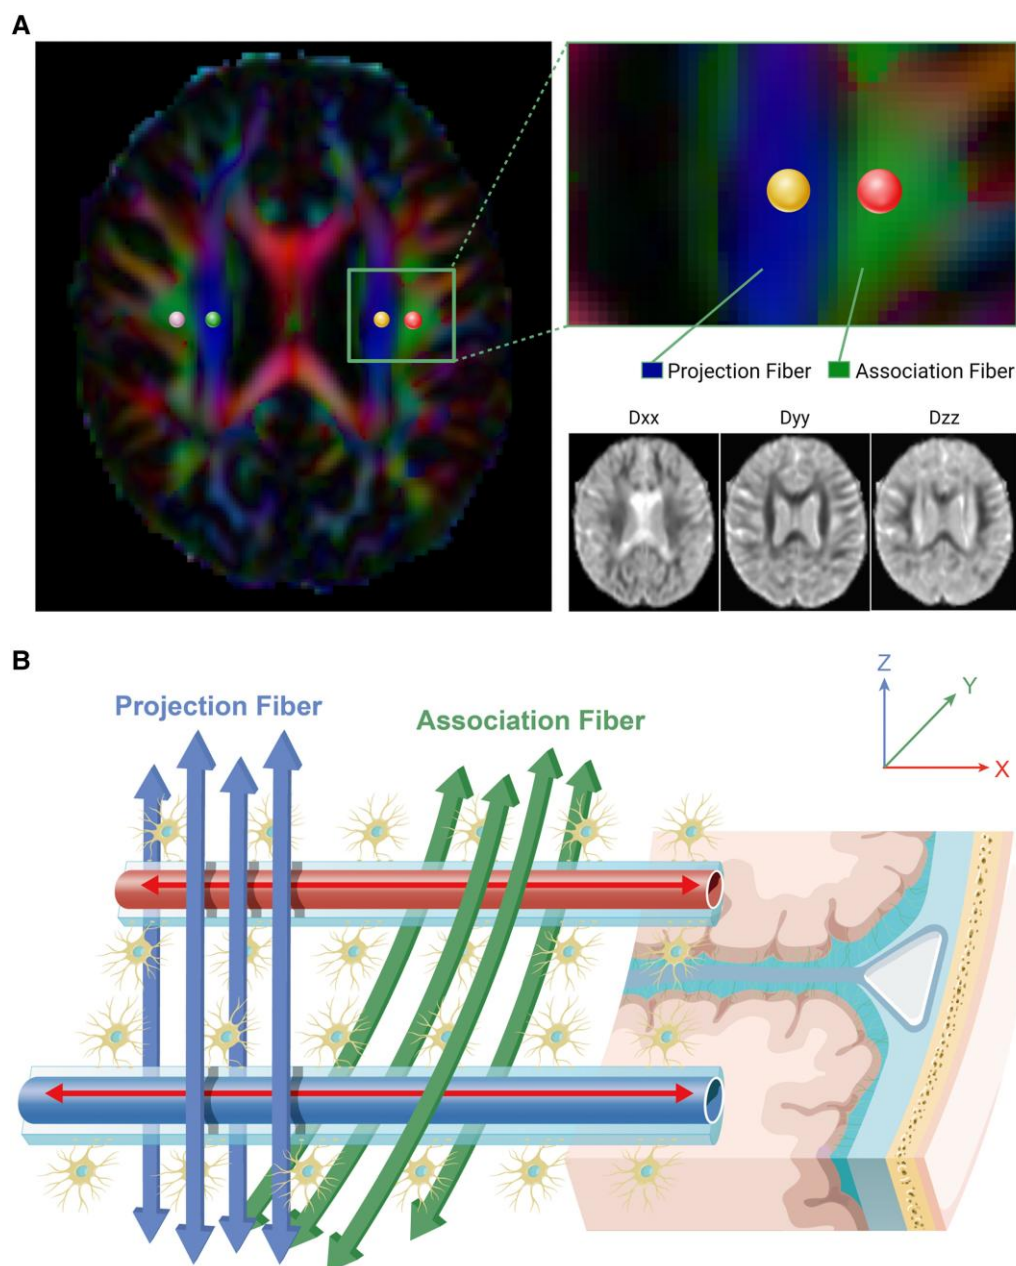 A
Projection Fiber
Association Fiber
Dxx
Dyy
Dzz
B
Projection Fiber
Association Fiber
Z
Y
X